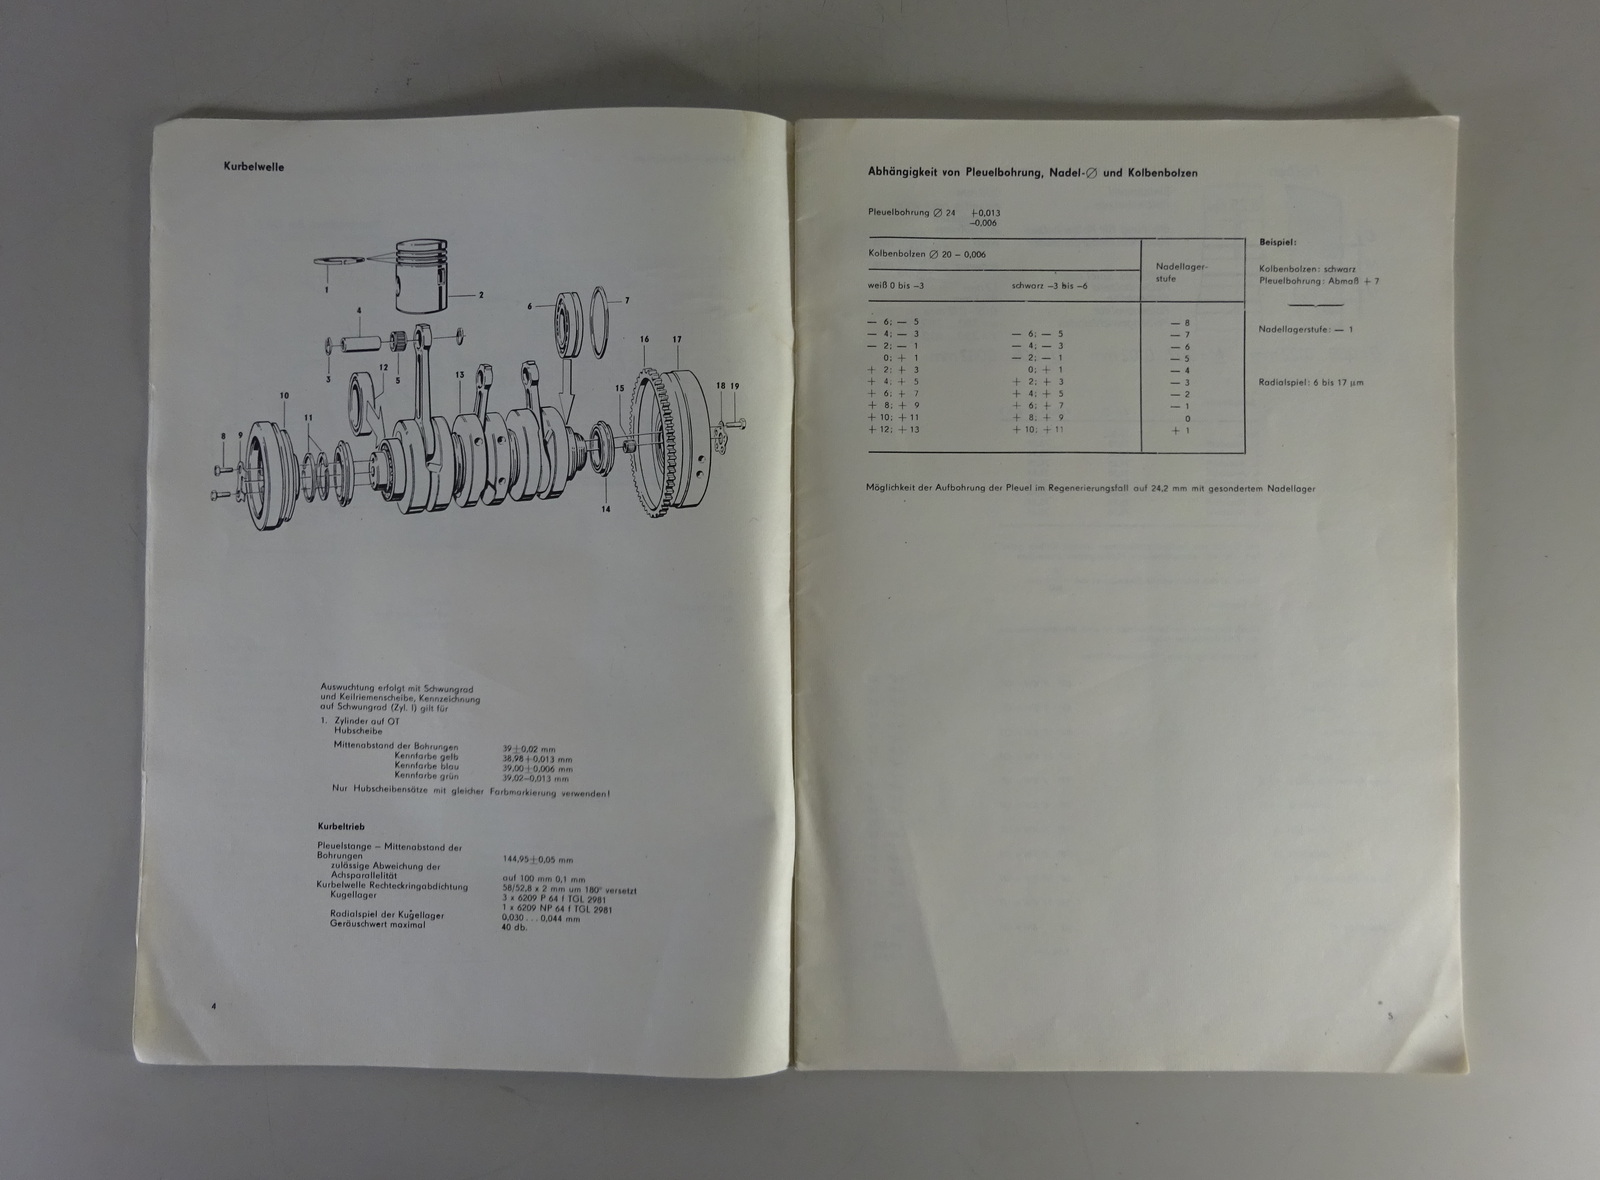 Kurbelwelle
1
2
3
4
5
6
7
8
9
10
11
12
13
14
15
16
17
18 19
Auswuchtung erfolgt mit Schwungrad
und Keilriemenscheibe, Kennzeichnung
auf Schwungrad (Zyl. I) gilt für
1. Zylinder auf OT
Hubscheibe
Mittenabstand der Bohrungen 39±0,02 mm
Kennfarbe gelb 38,98+0,013 mm
Kennfarbe blau 39,00±0,006 mm
Kennfarbe grün 39,02–0,013 mm
Nur Hubscheibensätze mit gleicher Farbmarkierung verwenden!
Kurbeltrieb
Pleuelstange – Mittenabstand der
Bohrungen 144,95±0,05 mm
zulässige Abweichung der
Achsparallelität auf 100 mm 0,1 mm
Kurbelwelle Rechteckringabdichtung 58/52,8 x 2 mm um 180° versetzt
Kugellager 3 x 6209 P 64 f TGL 2981
1 x 6209 NP 64 f TGL 2981
Radialspiel der Kugellager 0,030 . . . 0,044 mm
Geräuschwert maximal 40 db.
4
Abhängigkeit von Pleuelbohrung, Nadel-∅ und Kolbenbolzen
Pleuelbohrung ∅ 24 +0,013
–0,006
Kolbenbolzen ∅ 20 – 0,006
Nadellager-
stufe
weiß 0 bis –3 schwarz –3 bis –6
— 6; — 5 — 8
— 4; — 3 — 6; — 5 — 7
— 2; — 1 — 4; — 3 — 6
0; + 1 — 2; — 1 — 5
+ 2; + 3 0; + 1 — 4
+ 4; + 5 + 2; + 3 — 3
+ 6; + 7 + 4; + 5 — 2
+ 8; + 9 + 6; + 7 — 1
+ 10; + 11 + 8; + 9 0
+ 12; + 13 + 10; + 11 + 1
Beispiel:
Kolbenbolzen: schwarz
Pleuelbohrung: Abmaß + 7
Nadellagerstufe: — 1
Radialspiel: 6 bis 17 µm
Möglichkeit der Aufbohrung der Pleuel im Regenerierungsfall auf 24,2 mm mit gesondertem Nadellager
5